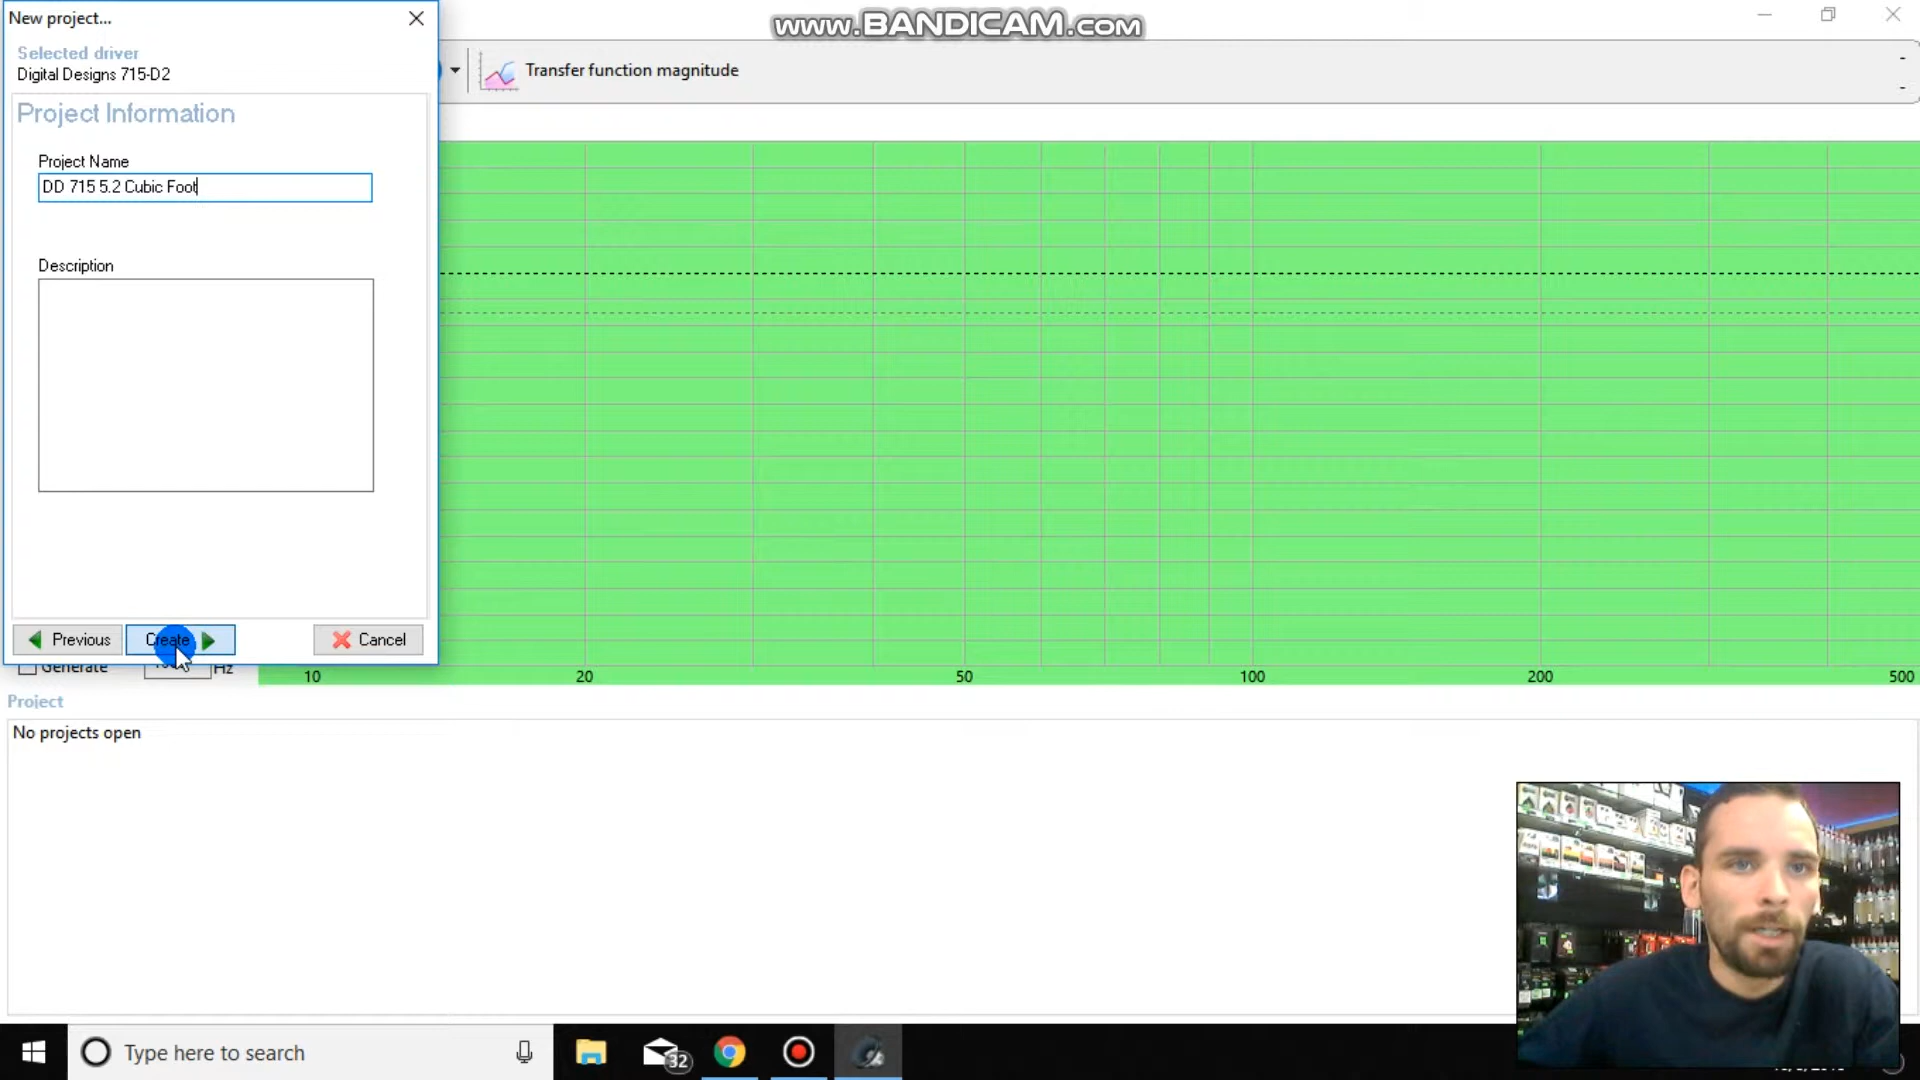 New project...
www.BANDICAM.com
Selected driver
Digital Designs 715-D2
Transfer function magnitude
-
-
Project Information
Project Name
DD 715 5.2 Cubic Foot
Description
Previous
Create
Cancel
Generate
Hz
10
20
50
100
200
500
Project
No projects open
Type here to search
32